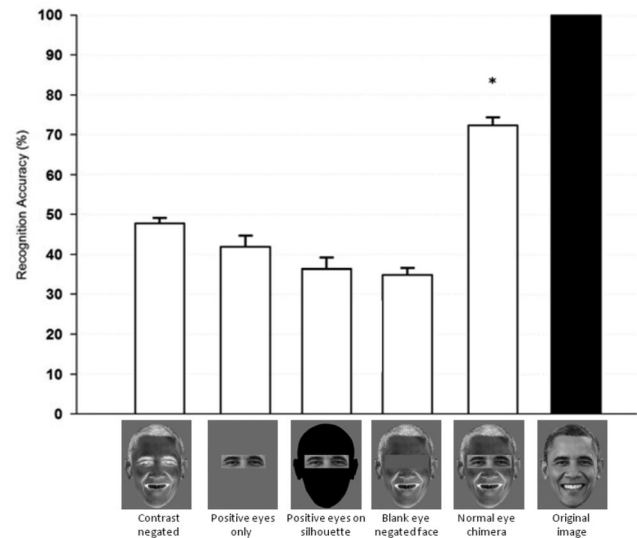 Recognition Accuracy (%)
100
90
80
70
60
50
40
30
20
10
0
*
Contrast
negated
Positive eyes
only
Positive eyes on
silhouette
Blank eye
negated face
Normal eye
chimera
Original
image